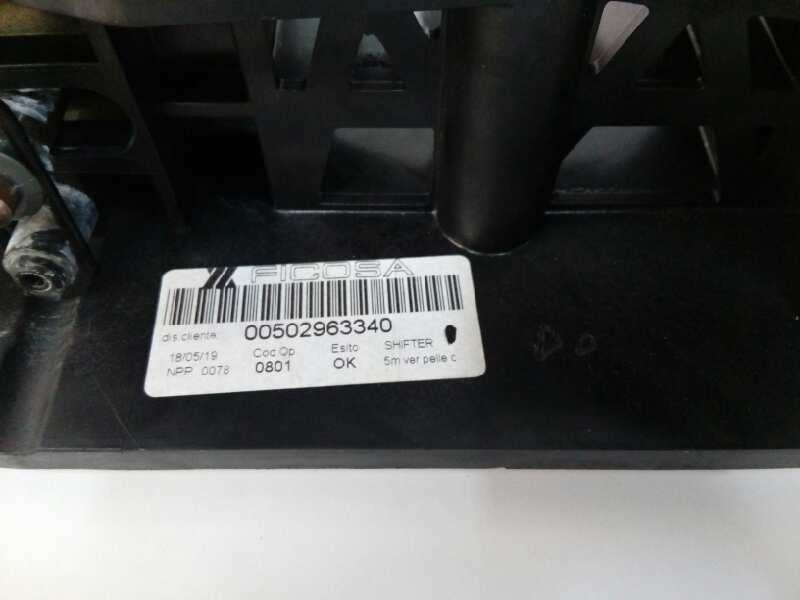 FICOSA
dis.cliente: 00502963340
18/05/19 Cod.Op Esito SHIFTER
NPP 0078 0801 OK 5m ver pelle c